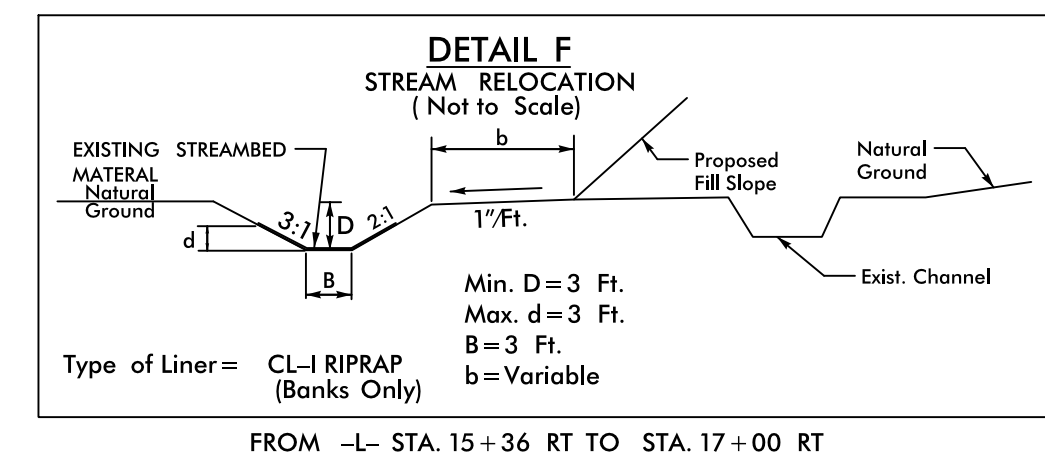 DETAIL F
STREAM RELOCATION
( Not to Scale)
b
EXISTING STREAMBED
MATERAL
Natural
Ground
Proposed
Fill Slope
Natural
Ground
3:1
D
2:1
1"/Ft.
d
B
Exist. Channel
Min. D=3 Ft.
Max. d=3 Ft.
B=3 Ft.
b=Variable
Type of Liner= CL-I RIPRAP
(Banks Only)
FROM -L- STA. 15+36 RT TO STA. 17+00 RT